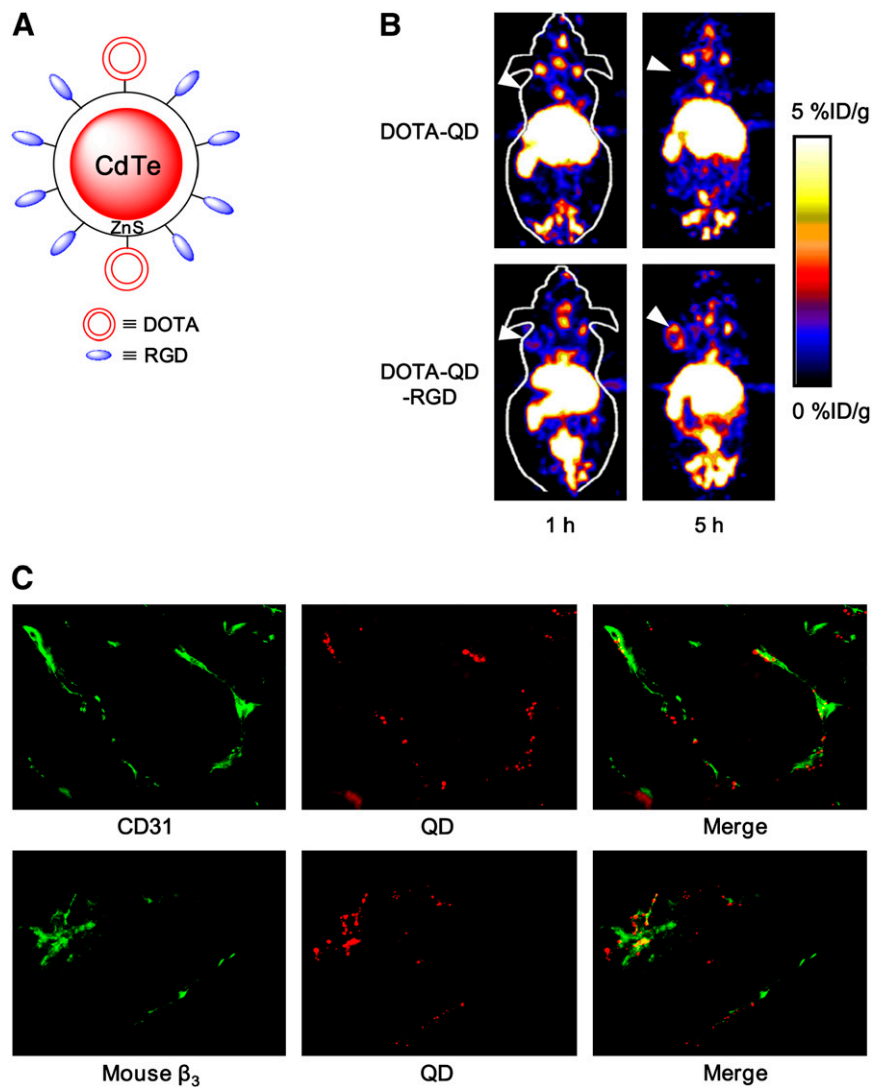 A
CdTe
ZnS
≡ DOTA
≡ RGD
B
DOTA-QD
DOTA-QD
-RGD
1 h
5 h
5 %ID/g
0 %ID/g
C
CD31
QD
Merge
Mouse β₃
QD
Merge